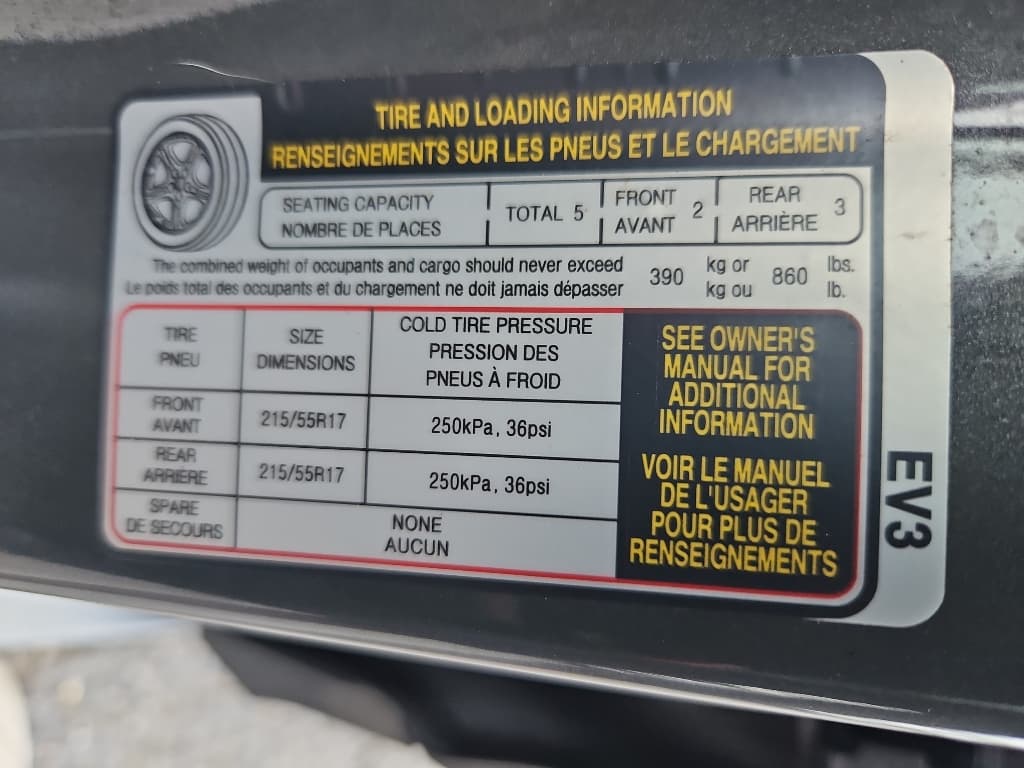 TIRE AND LOADING INFORMATION
RENSEIGNEMENTS SUR LES PNEUS ET LE CHARGEMENT
SEATING CAPACITY
NOMBRE DE PLACES
TOTAL 5
FRONT
AVANT
2
REAR
ARRIÈRE
3
The combined weight of occupants and cargo should never exceed
Le poids total des occupants et du chargement ne doit jamais dépasser
390
kg or
kg ou
860
lbs.
lb.
TIRE
PNEU
SIZE
DIMENSIONS
COLD TIRE PRESSURE
PRESSION DES
PNEUS À FROID
FRONT
AVANT
215/55R17
250kPa, 36psi
REAR
ARRIÈRE
215/55R17
250kPa, 36psi
SPARE
DE SECOURS
NONE
AUCUN
SEE OWNER'S
MANUAL FOR
ADDITIONAL
INFORMATION
VOIR LE MANUEL
DE L'USAGER
POUR PLUS DE
RENSEIGNEMENTS
EV3